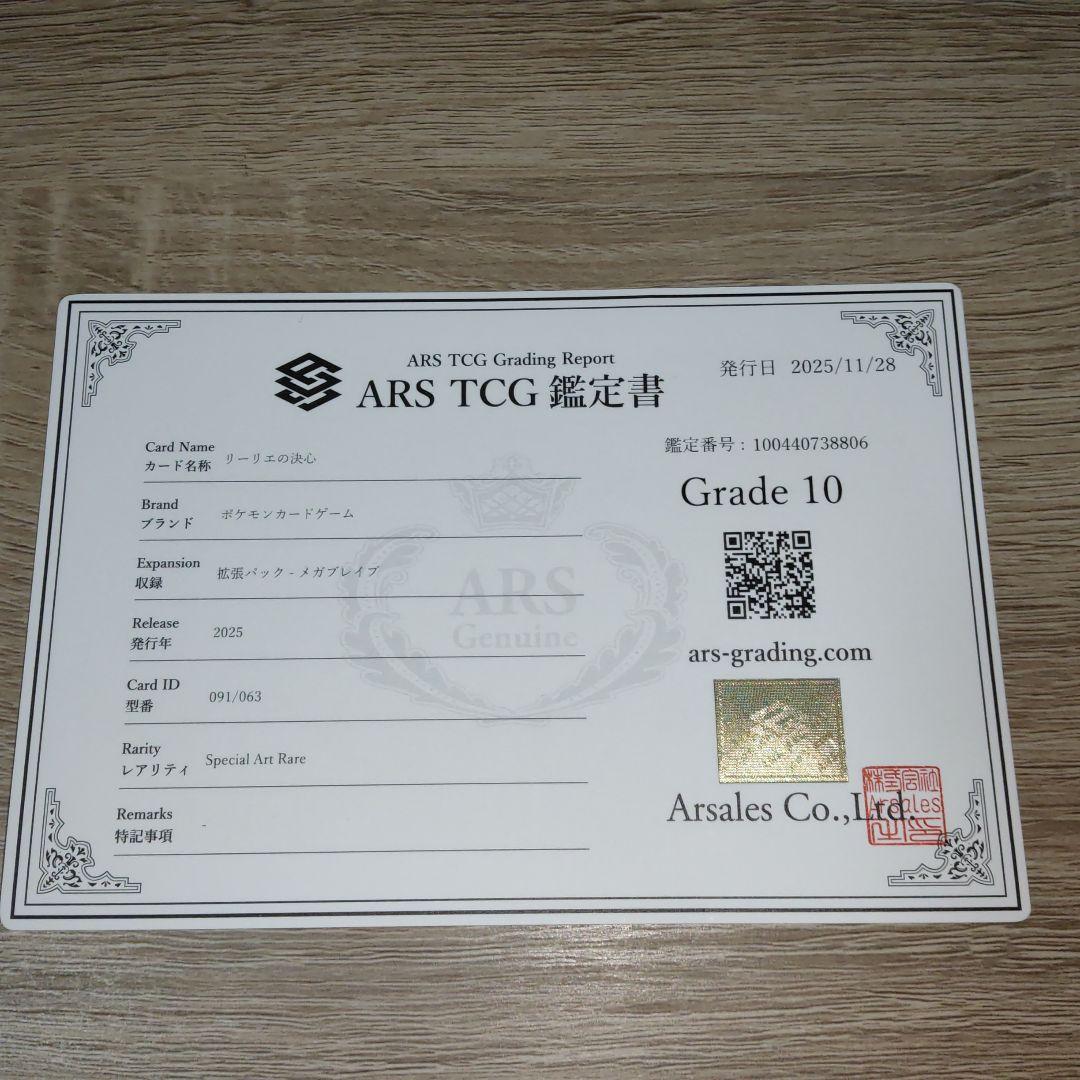 ARS TCG Grading Report
ARS TCG 鑑定書
発行日 2025/11/28
Card Name
カード名称 リーリエの決心
Brand
ブランド ポケモンカードゲーム
Expansion
収録 拡張パック - メガブレイブ
Release
発行年 2025
Card ID
型番 091/063
Rarity
レアリティ Special Art Rare
Remarks
特記事項 -
ARS
Genuine
鑑定番号 : 100440738806
Grade 10
ars-grading.com
Arsales Co.,Ltd.
株式会社
Arsales